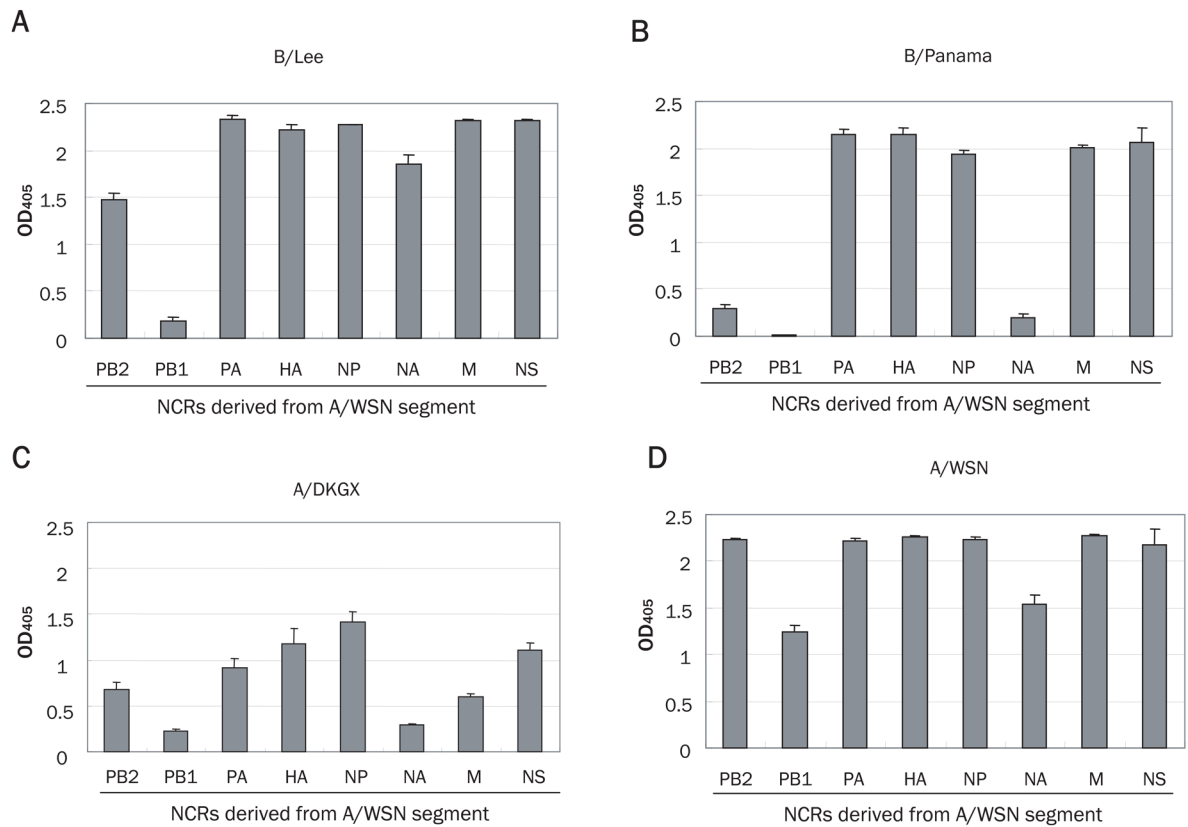 A
B/Lee
2.5
2
1.5
1
0.5
0
OD405
PB2 PB1 PA HA NP NA M NS
NCRs derived from A/WSN segment
B
B/Panama
2.5
2
1.5
1
0.5
0
OD405
PB2 PB1 PA HA NP NA M NS
NCRs derived from A/WSN segment
C
A/DKGX
2.5
2
1.5
1
0.5
0
OD405
PB2 PB1 PA HA NP NA M NS
NCRs derived from A/WSN segment
D
A/WSN
2.5
2
1.5
1
0.5
0
OD405
PB2 PB1 PA HA NP NA M NS
NCRs derived from A/WSN segment